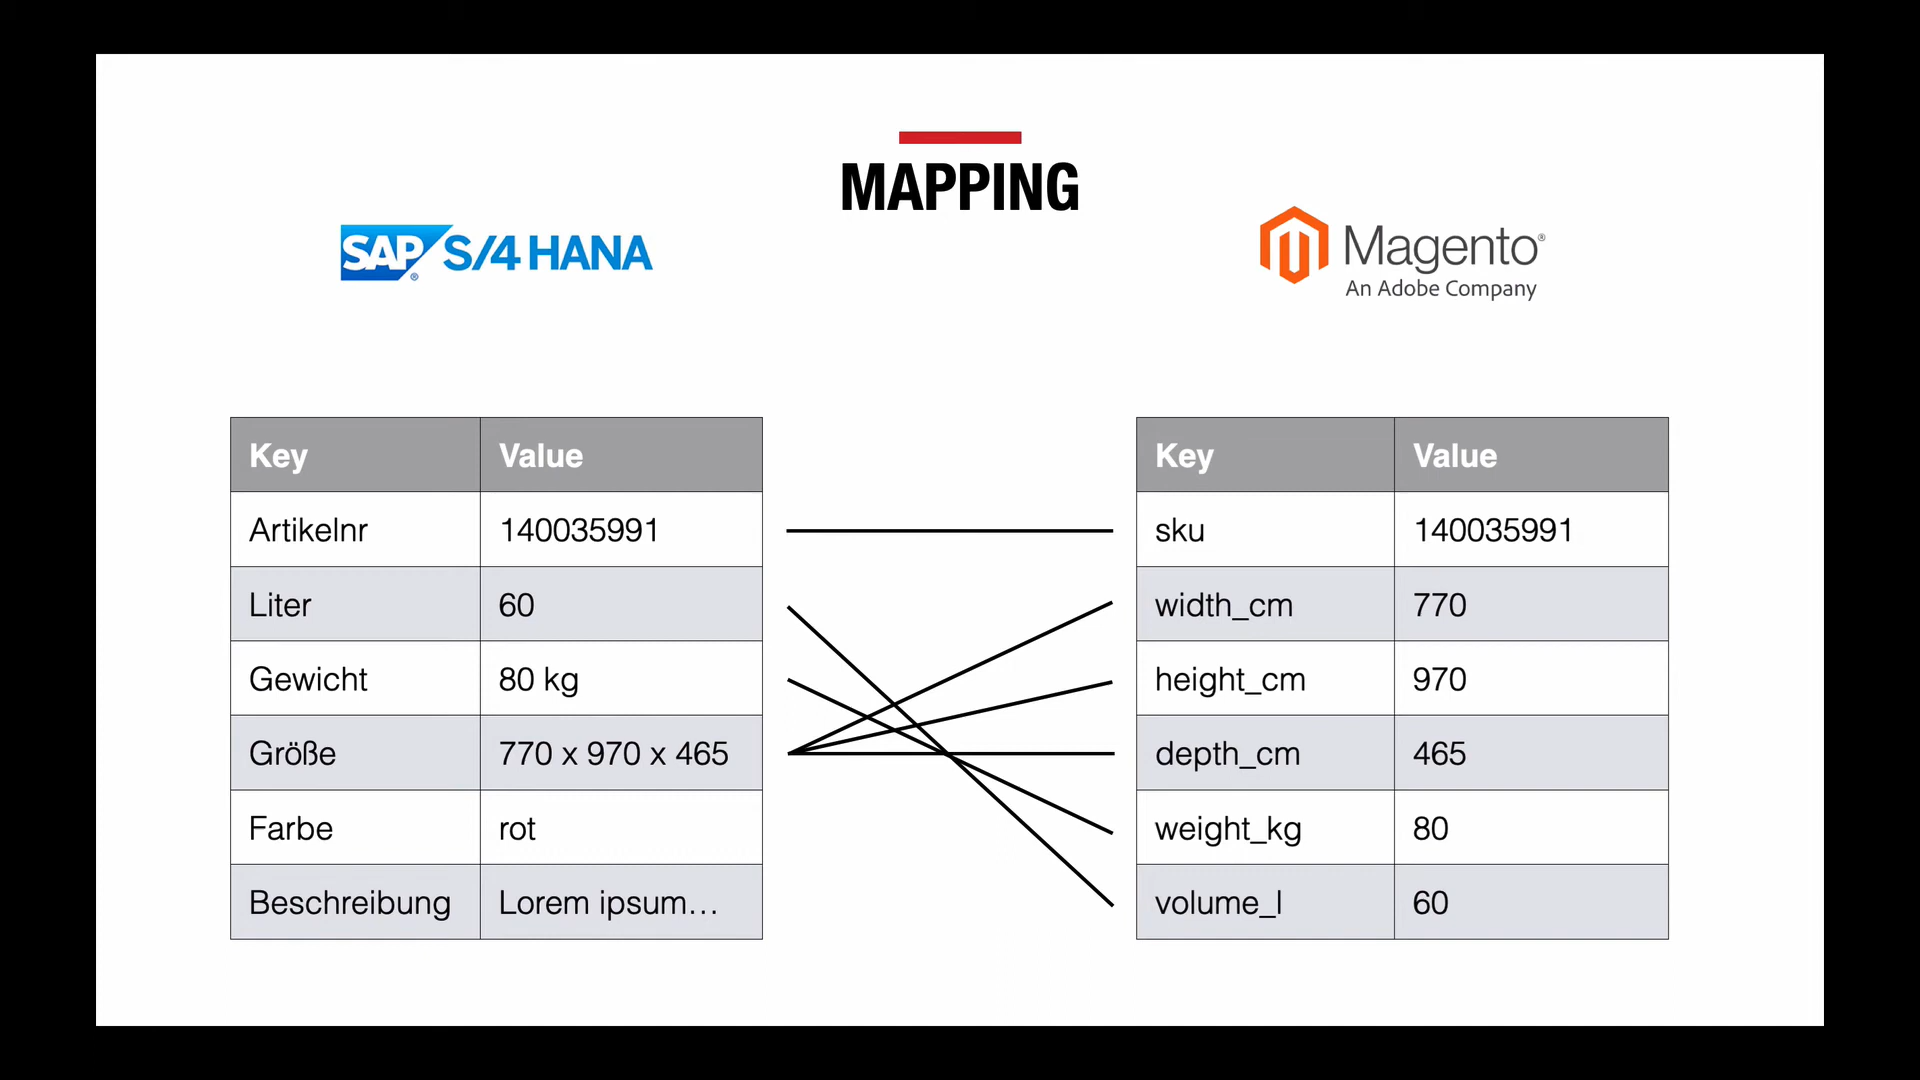 MAPPING
SAP® S/4 HANA
Magento®
An Adobe Company
Key Value
Artikelnr 140035991
Liter 60
Gewicht 80 kg
Größe 770 x 970 x 465
Farbe rot
Beschreibung Lorem ipsum…
Key Value
sku 140035991
width_cm 770
height_cm 970
depth_cm 465
weight_kg 80
volume_l 60